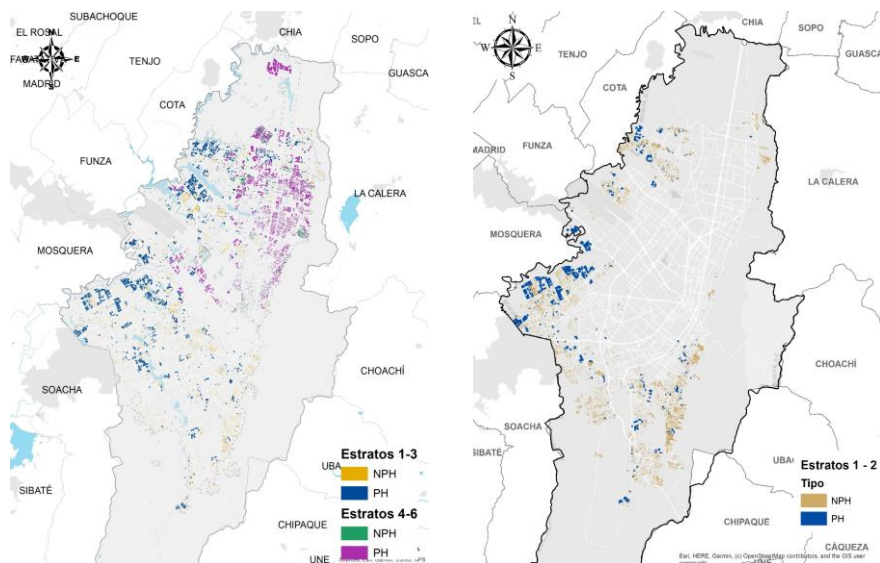 SUBACHOQUE
EL ROSAL
CHIA
SOPO
W
E
S
TENJO
MADRID
GUASCA
COTA
FUNZA
LA CALERA
MOSQUERA
SOACHA
CHOACHÍ
Estratos 1-3
NPH
PH
Estratos 4-6
NPH
PH
UBA
SIBATÉ
CHIPAQUE
UNE
EL
N
W
E
S
CHIA
SOPO
TENJO
GUASCA
COTA
MADRID
FUNZA
LA CALERA
MOSQUERA
CHOACHÍ
SOACHA
SIBATÉ
UBA
Estratos 1 - 2
Tipo
NPH
PH
CHIPAQUE
CÁQUEZA
Esri, HERE, Garmin, (c) OpenStreetMap contributors, and the GIS user
community